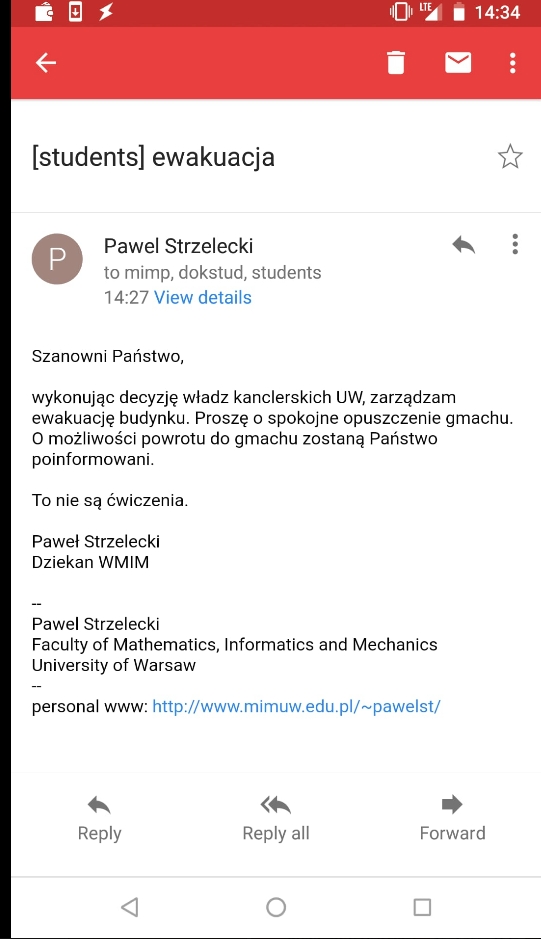 LTE 14:34
[students] ewakuacja
P
Pawel Strzelecki
to mimp, dokstud, students
14:27 View details
Szanowni Państwo,
wykonując decyzję władz kanclerskich UW, zarządzam
ewakuację budynku. Proszę o spokojne opuszczenie gmachu.
O możliwości powrotu do gmachu zostaną Państwo
poinformowani.
To nie są ćwiczenia.
Paweł Strzelecki
Dziekan WMIM
--
Pawel Strzelecki
Faculty of Mathematics, Informatics and Mechanics
University of Warsaw
--
personal www: http://www.mimuw.edu.pl/~pawelst/
Reply Reply all Forward